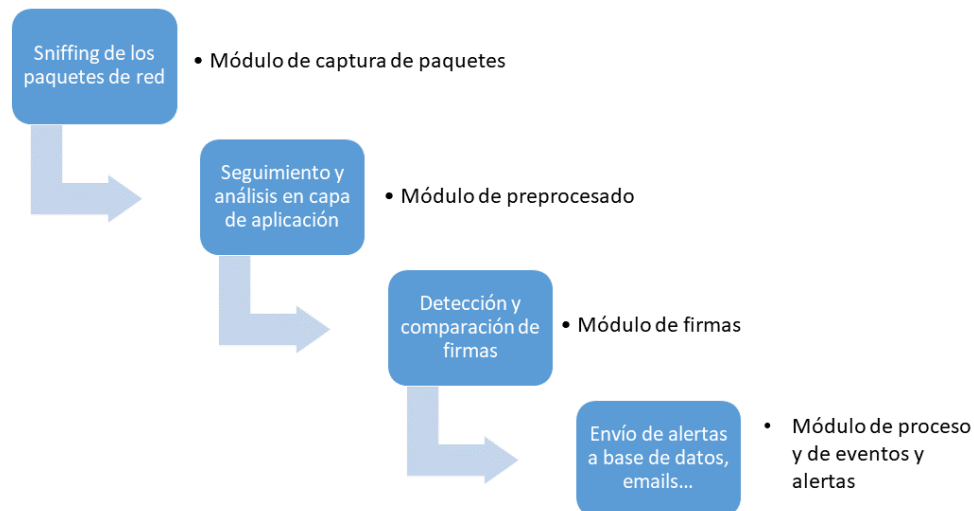 Sniffing de los
paquetes de red
• Módulo de captura de paquetes
Seguimiento y
análisis en capa
de aplicación
• Módulo de preprocesado
Detección y
comparación de
firmas
• Módulo de firmas
Envío de alertas
a base de datos,
emails...
• Módulo de proceso
y de eventos y
alertas